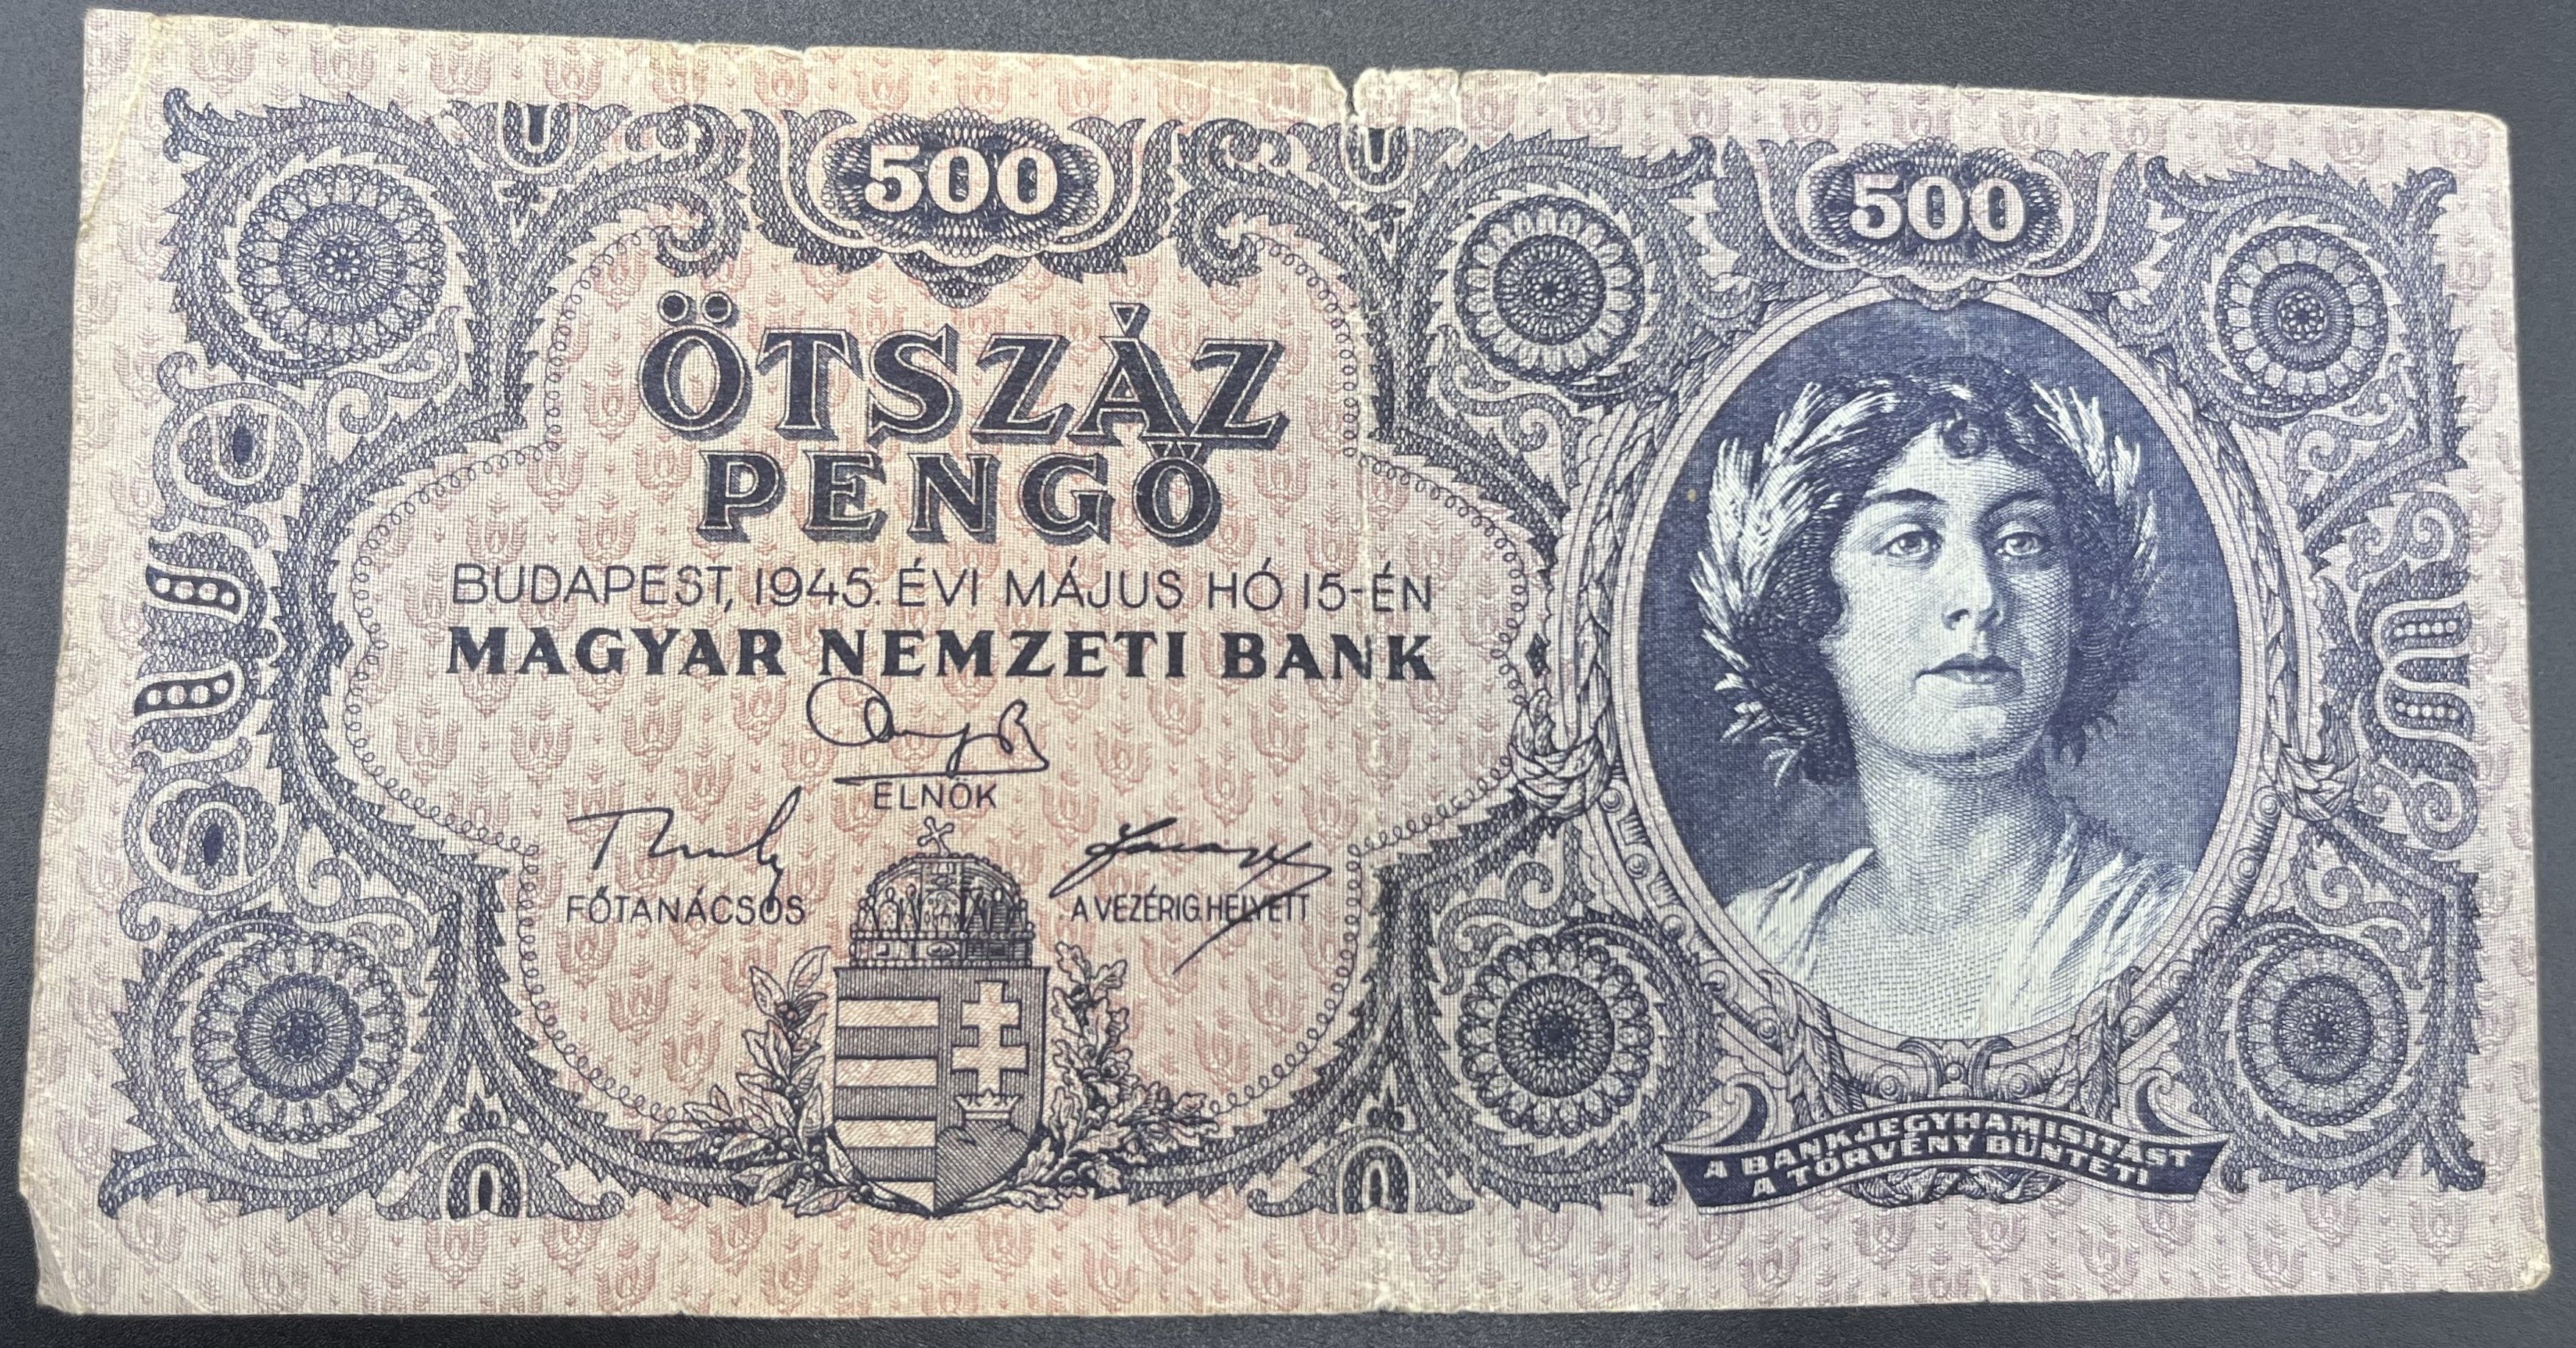 500
500
ÖTSZÁZ
PENGŐ
BUDAPEST, 1945. ÉVI MÁJUS HÓ 15-ÉN
MAGYAR NEMZETI BANK
ELNÖK
FŐTANÁCSOS
A VEZÉRIG. HELYETT
A BANKJEGYHAMISITÁST
A TÖRVÉNY BÜNTETI